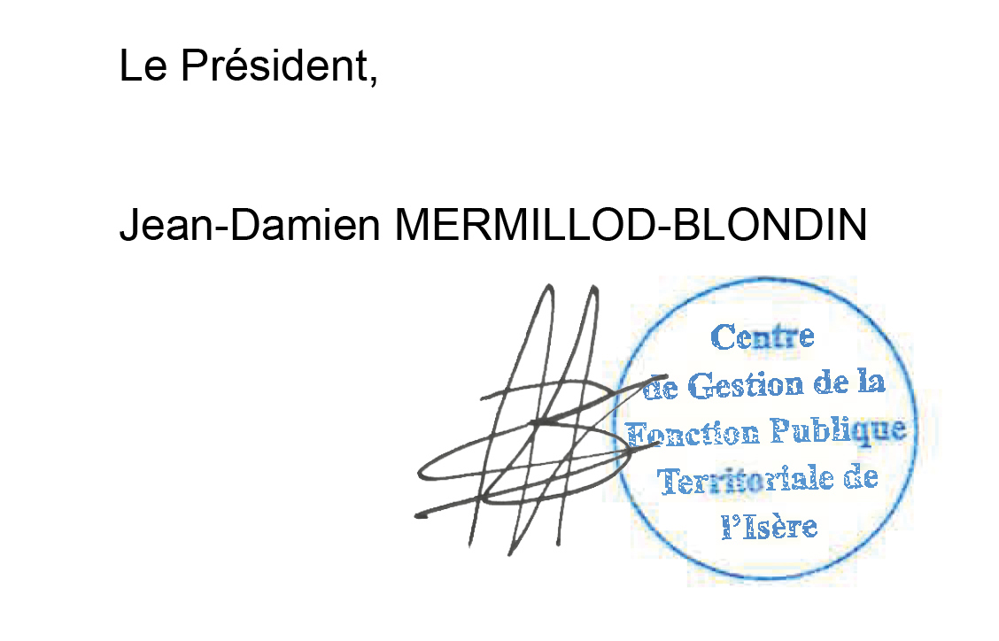 Le Président,
Jean-Damien MERMILLOD-BLONDIN
Centre
de Gestion de la
Fonction Publique
Territoriale de
l'Isère